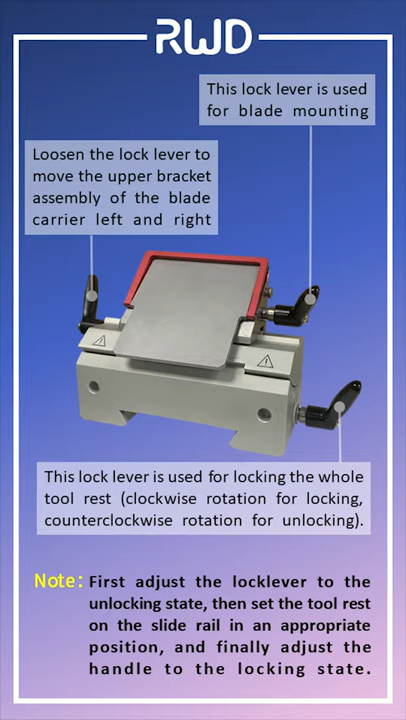 RWD
This lock lever is used
for blade mounting
Loosen the lock lever to
move the upper bracket
assembly of the blade
carrier left and right
This lock lever is used for locking the whole
tool rest (clockwise rotation for locking,
counterclockwise rotation for unlocking).
Note: First adjust the locklever to the
unlocking state, then set the tool rest
on the slide rail in an appropriate
position, and finally adjust the
handle to the locking state.